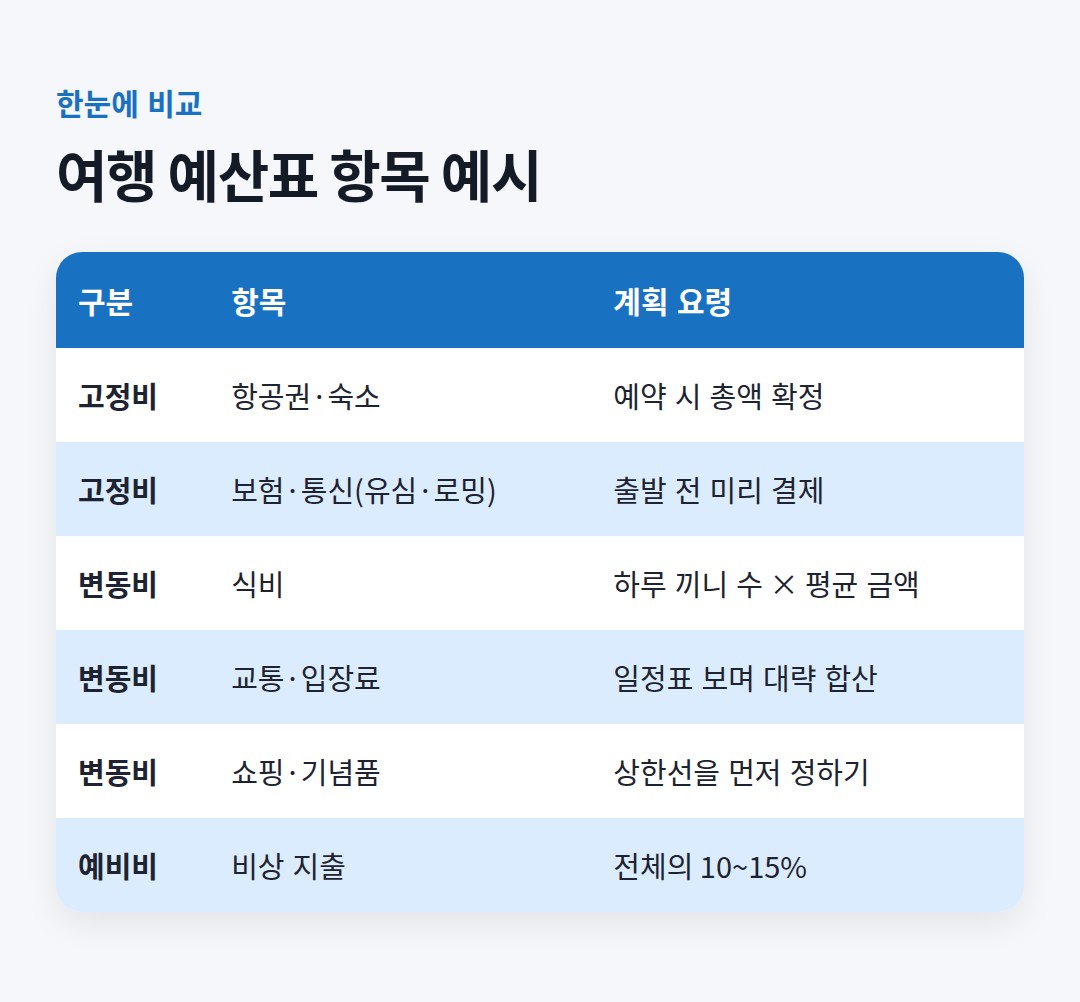 한눈에 비교
여행 예산표 항목 예시
구분 항목 계획 요령
고정비 항공권·숙소 예약 시 총액 확정
고정비 보험·통신(유심·로밍) 출발 전 미리 결제
변동비 식비 하루 끼니 수 × 평균 금액
변동비 교통·입장료 일정표 보며 대략 합산
변동비 쇼핑·기념품 상한선을 먼저 정하기
예비비 비상 지출 전체의 10~15%